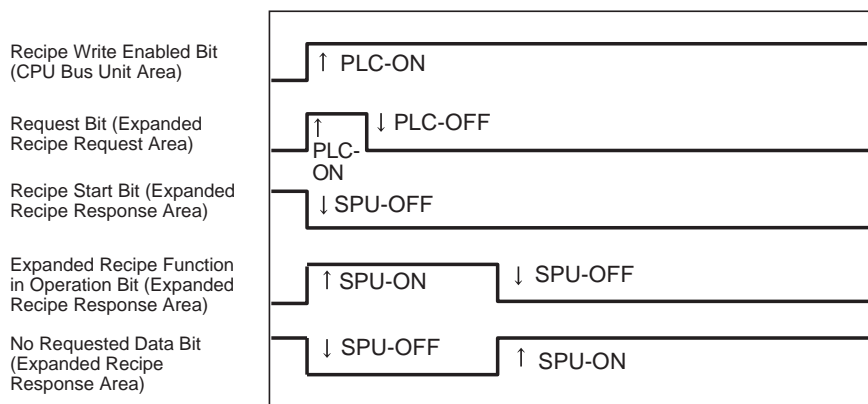 Recipe Write Enabled Bit
(CPU Bus Unit Area)
↑ PLC-ON
Request Bit (Expanded
Recipe Request Area)
↑
PLC-
ON
↓ PLC-OFF
Recipe Start Bit (Expanded
Recipe Response Area)
↓ SPU-OFF
Expanded Recipe Function
in Operation Bit (Expanded
Recipe Response Area)
↑ SPU-ON
↓ SPU-OFF
No Requested Data Bit
(Expanded Recipe
Response Area)
↓ SPU-OFF
↑ SPU-ON